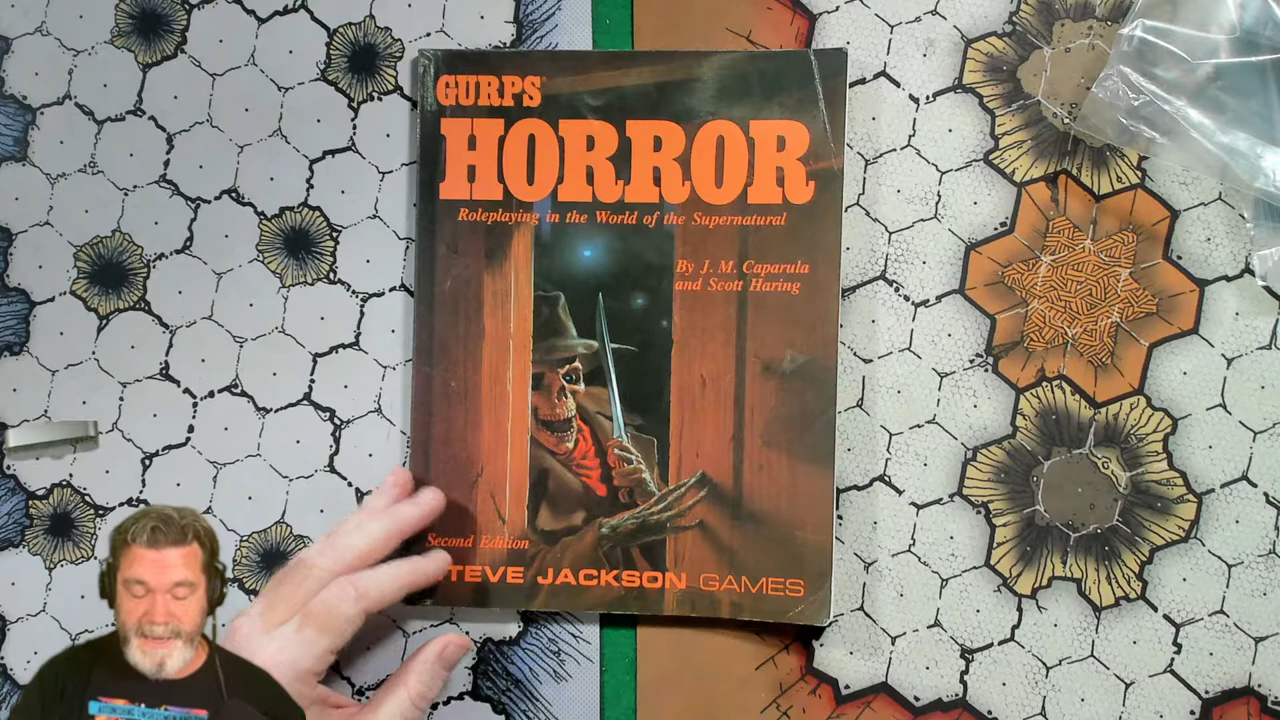 GURPS
HORROR
Roleplaying in the World of the Supernatural
By J. M. Caparula
and Scott Haring
Second Edition
TEVE JACKSON GAMES